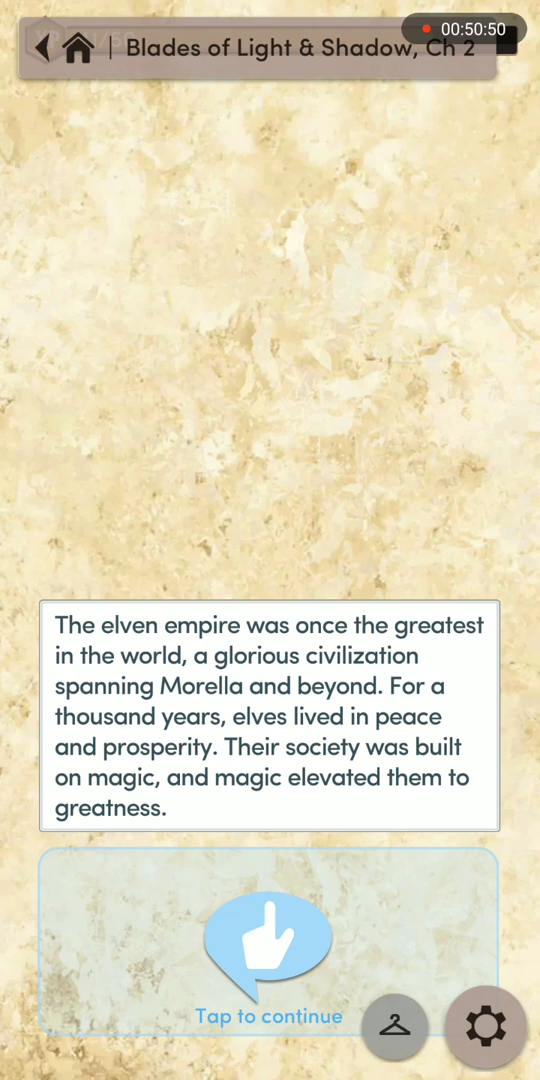 00:50:50
| Blades of Light & Shadow, Ch 2
The elven empire was once the greatest
in the world, a glorious civilization
spanning Morella and beyond. For a
thousand years, elves lived in peace
and prosperity. Their society was built
on magic, and magic elevated them to
greatness.
Tap to continue